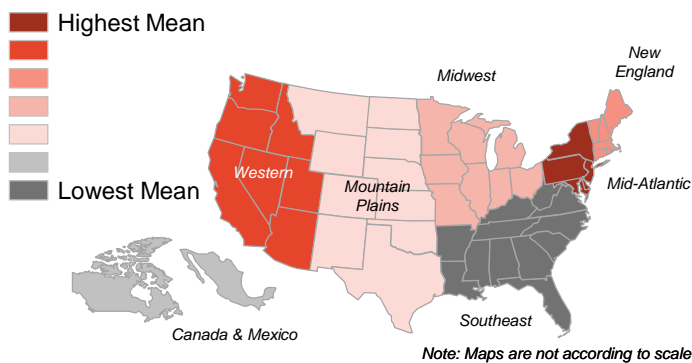 Highest Mean
New
England
Midwest
Western
Mountain
Plains
Mid-Atlantic
Lowest Mean
Southeast
Canada & Mexico
Note: Maps are not according to scale